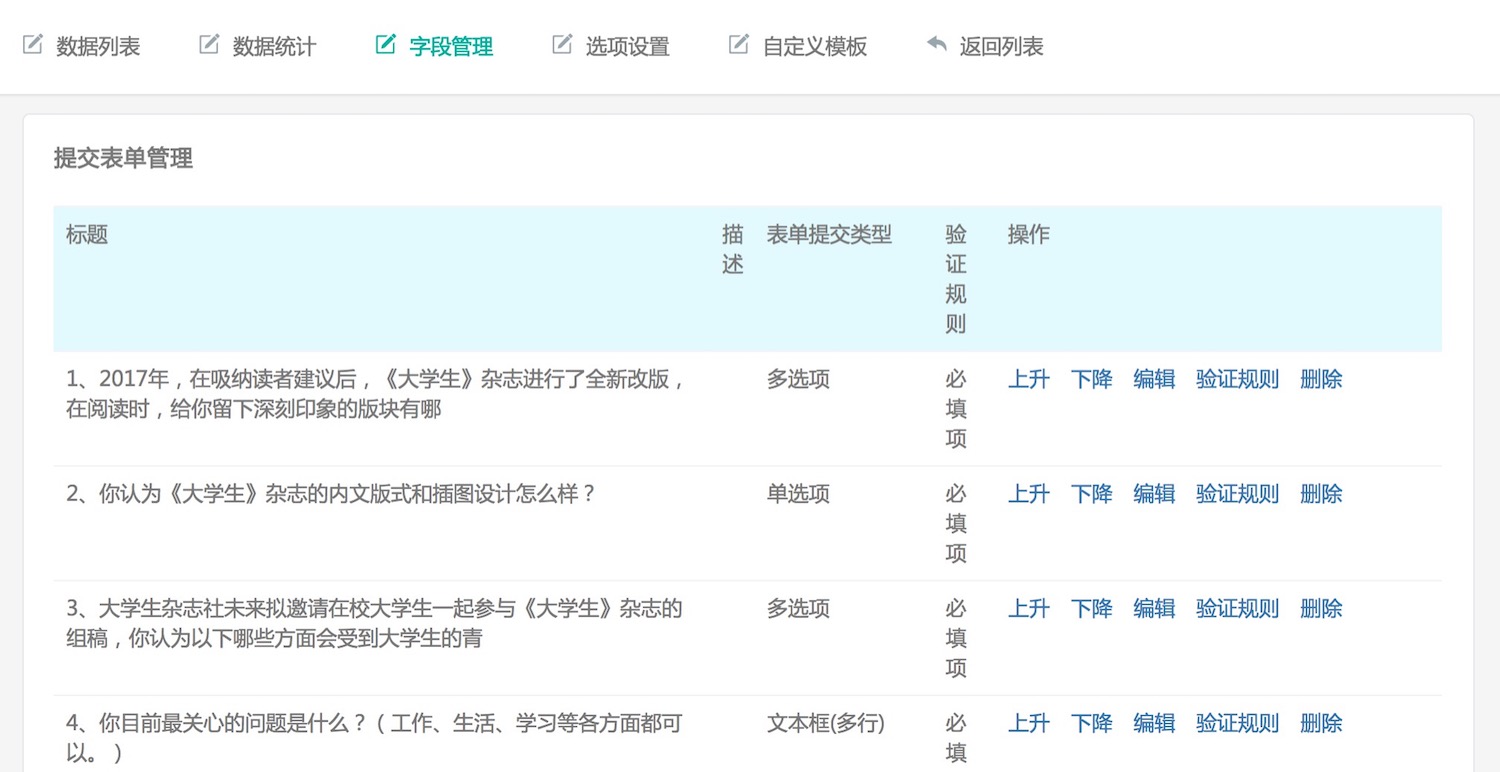 数据列表 数据统计 字段管理 选项设置 自定义模板 返回列表
提交表单管理
标题 描述 表单提交类型 验证规则 操作
1、2017年，在吸纳读者建议后，《大学生》杂志进行了全新改版， 多选项 必填项 上升 下降 编辑 验证规则 删除
在阅读时，给你留下深刻印象的版块有哪
2、你认为《大学生》杂志的内文版式和插图设计怎么样？ 单选项 必填项 上升 下降 编辑 验证规则 删除
3、大学生杂志社未来拟邀请在校大学生一起参与《大学生》杂志的 多选项 必填项 上升 下降 编辑 验证规则 删除
组稿，你认为以下哪些方面会受到大学生的青
4、你目前最关心的问题是什么？（工作、生活、学习等各方面都可 文本框(多行) 必填 上升 下降 编辑 验证规则 删除
以。）